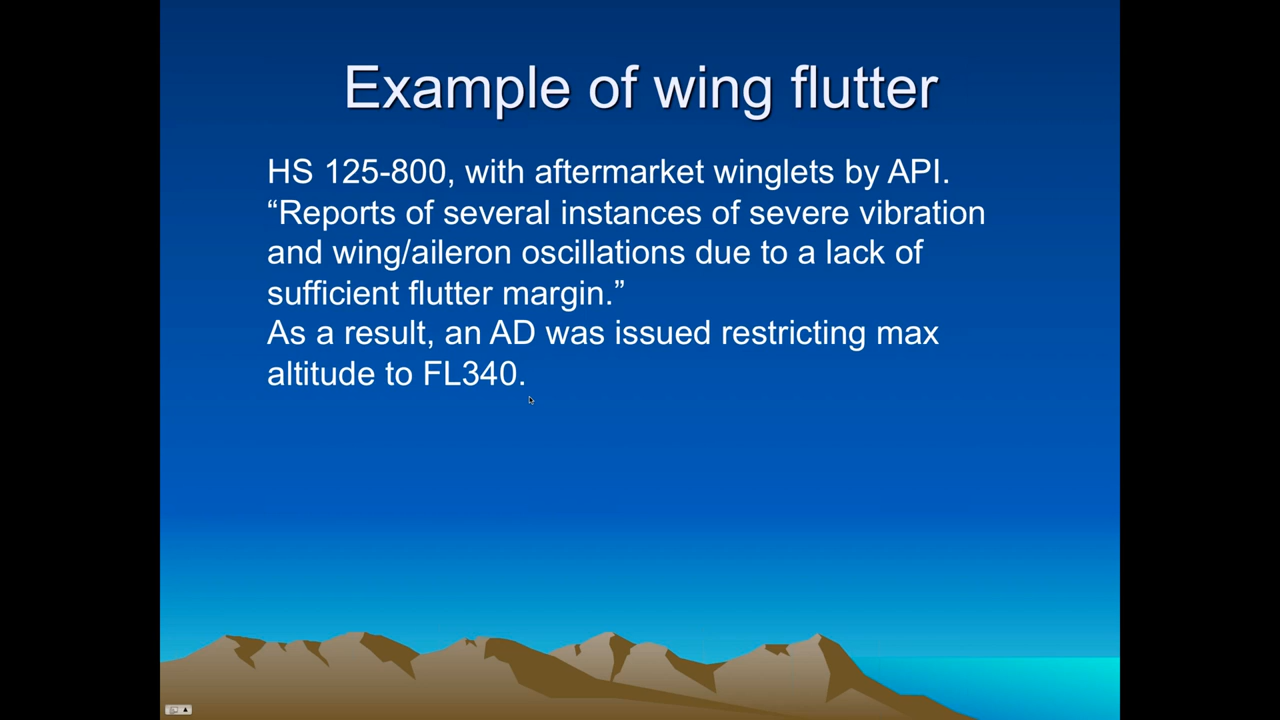 Example of wing flutter
HS 125-800, with aftermarket winglets by API.
“Reports of several instances of severe vibration
and wing/aileron oscillations due to a lack of
sufficient flutter margin.”
As a result, an AD was issued restricting max
altitude to FL340.